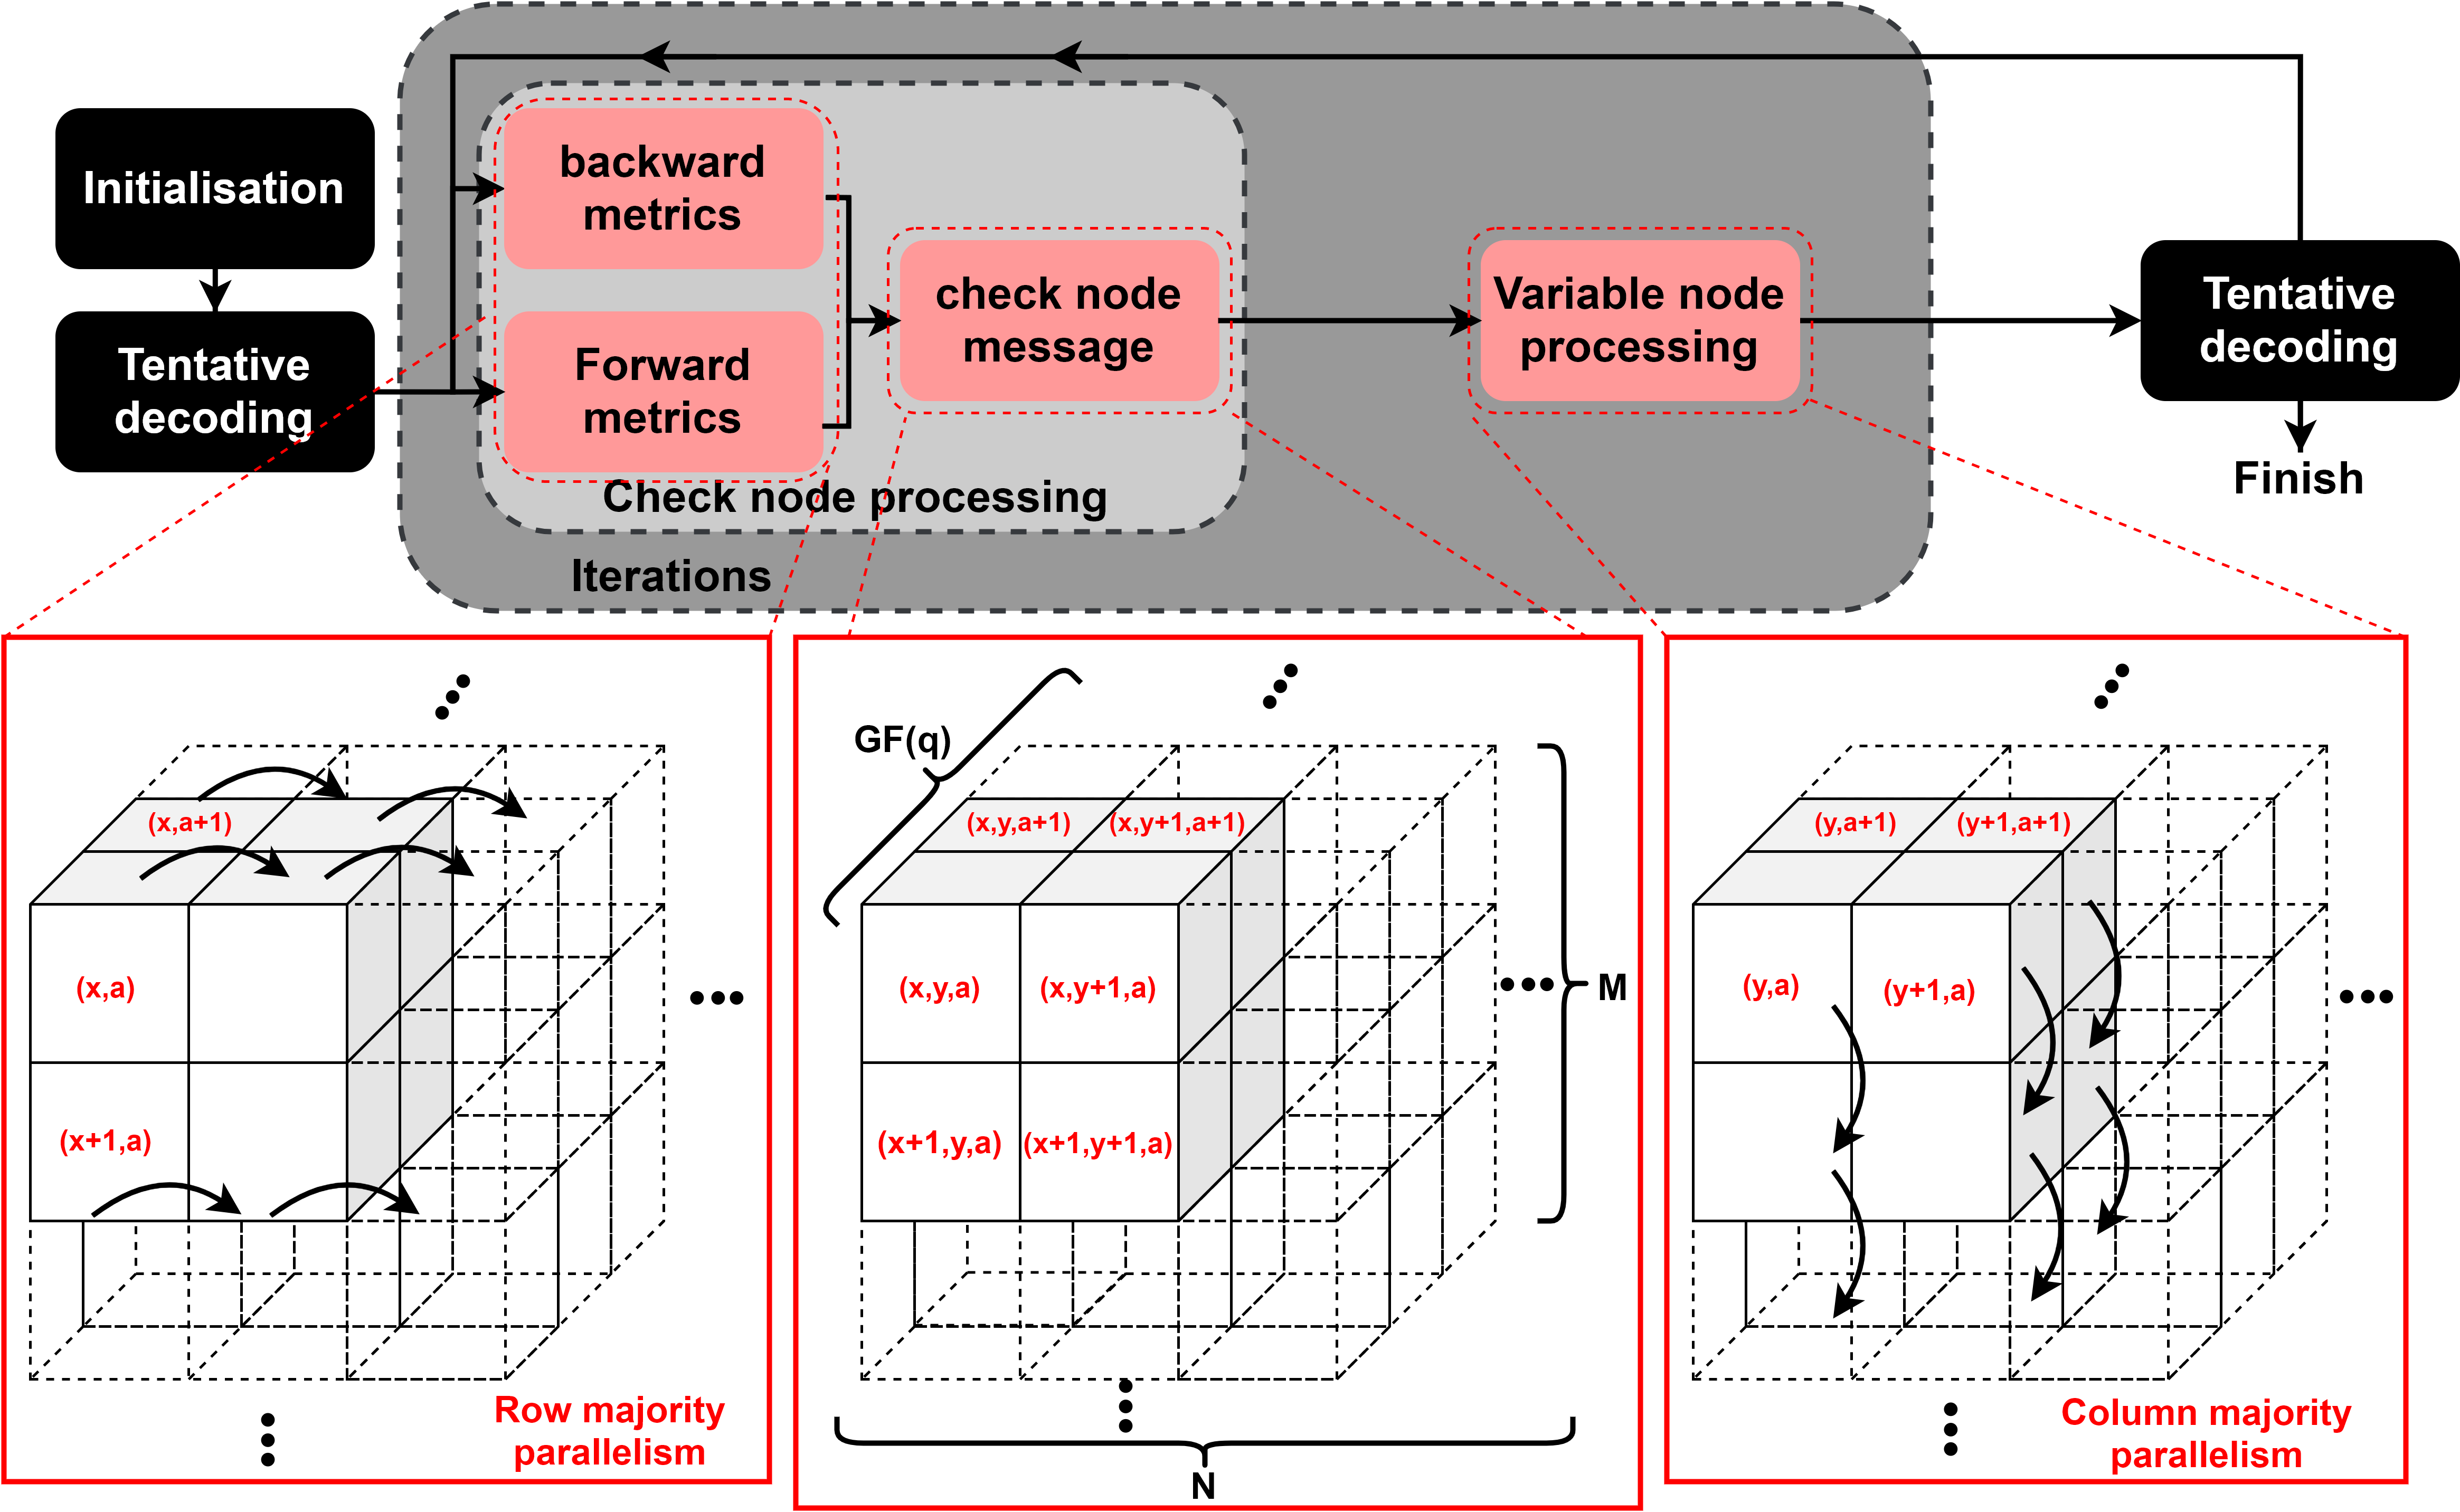 Initialisation
Tentative
decoding
backward
metrics
Forward
metrics
check node
message
Check node processing
Iterations
Variable node
processing
Tentative
decoding
Finish
(x,a+1)
(x,a)
(x+1,a)
Row majority
parallelism
GF(q)
(x,y,a+1)
(x,y+1,a+1)
(x,y,a)
(x,y+1,a)
(x+1,y,a)
(x+1,y+1,a)
M
N
(y,a+1)
(y+1,a+1)
(y,a)
(y+1,a)
Column majority
parallelism